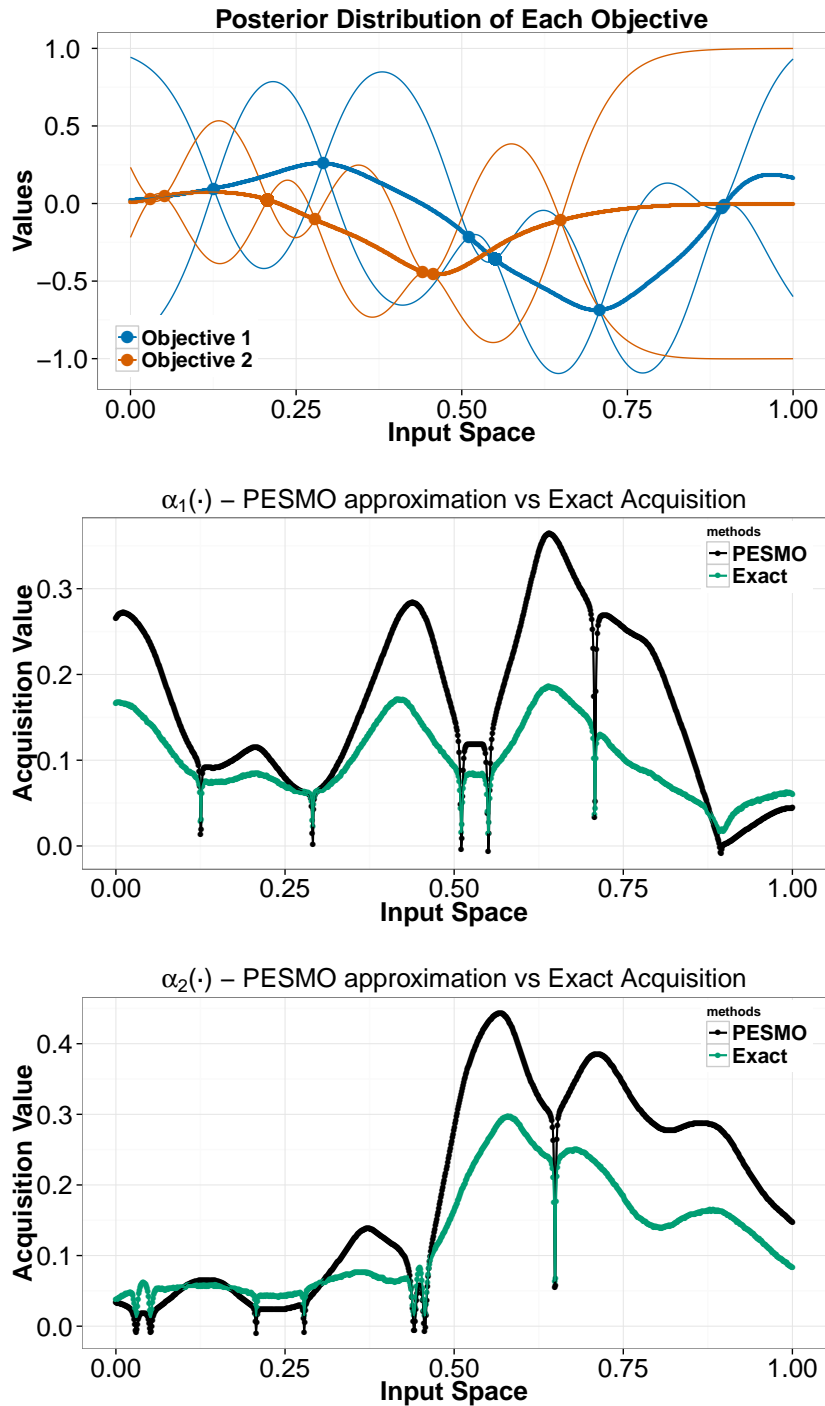 Posterior Distribution of Each Objective
1.0
0.5
0.0
−0.5
−1.0
Values
Objective 1
Objective 2
0.00 0.25 0.50 0.75 1.00
Input Space
α1(·) − PESMO approximation vs Exact Acquisition
methods
PESMO
Exact
0.3
0.2
0.1
0.0
Acquisition Value
0.00 0.25 0.50 0.75 1.00
Input Space
α2(·) − PESMO approximation vs Exact Acquisition
methods
PESMO
Exact
0.4
0.3
0.2
0.1
0.0
Acquisition Value
0.00 0.25 0.50 0.75 1.00
Input Space